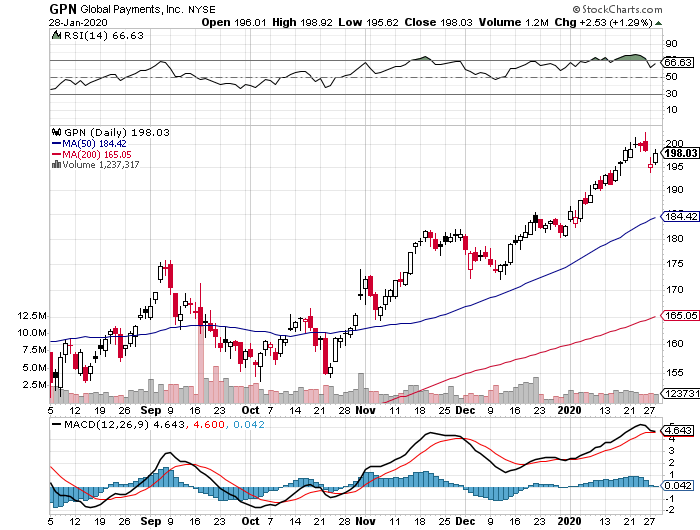 GPN Global Payments, Inc. NYSE © StockCharts.com
28-Jan-2020 Open 196.01 High 198.92 Low 195.62 Close 198.03 Volume 1.2M Chg +2.53 (+1.29%)
RSI(14) 66.63
90
70
66.63
50
30
10
GPN (Daily) 198.03
MA(50) 184.42
MA(200) 165.05
Volume 1,237,317
200
198.03
195
190
184.42
180
175
170
12.5M 165.05
10.0M 160
7.5M
5.0M 155
2.5M
123731
5 12 19 26 Sep 9 16 23 Oct 7 14 21 28 Nov 11 18 25 Dec 9 16 23 2020 13 21 27
MACD(12,26,9) 4.643, 4.600, 0.042
4.643
4
3
2
1
0.042
-1
-2
5 12 19 26 Sep 9 16 23 Oct 7 14 21 28 Nov 11 18 25 Dec 9 16 23 2020 13 21 27